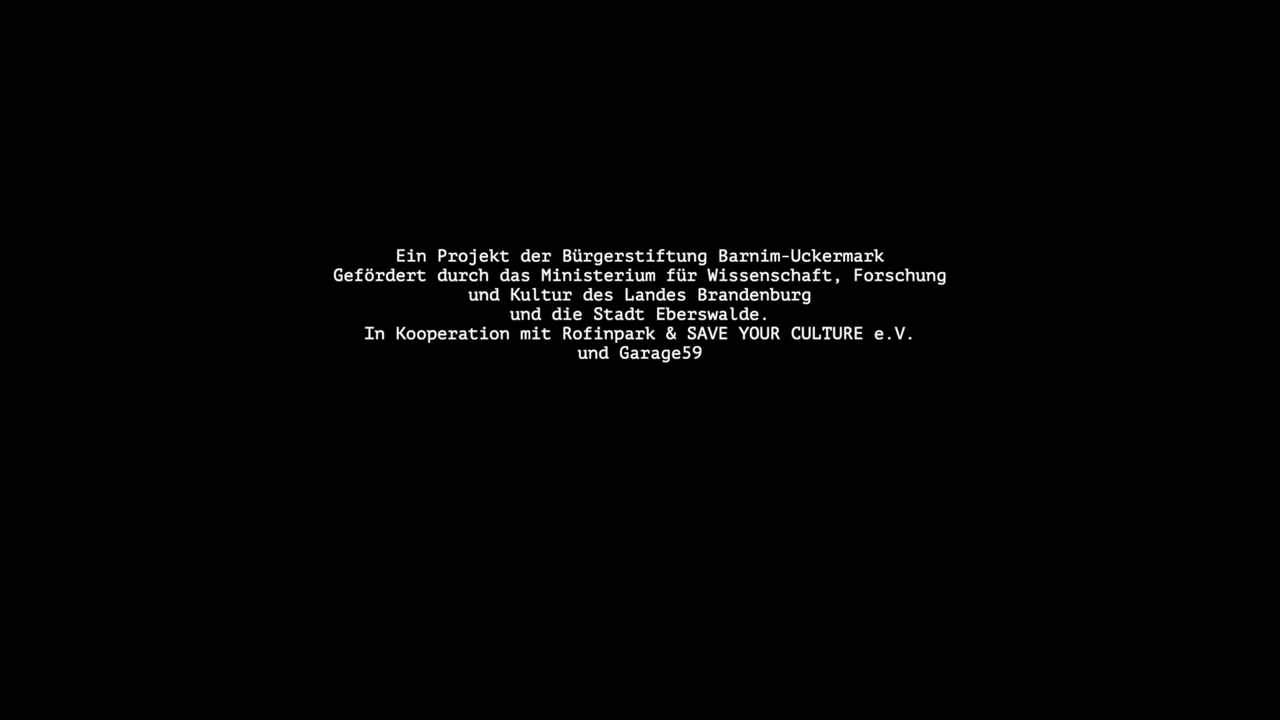 Ein Projekt der Bürgerstiftung Barnim-Uckermark
Gefördert durch das Ministerium für Wissenschaft, Forschung
und Kultur des Landes Brandenburg
und die Stadt Eberswalde.
In Kooperation mit Rofinpark & SAVE YOUR CULTURE e.V.
und Garage59